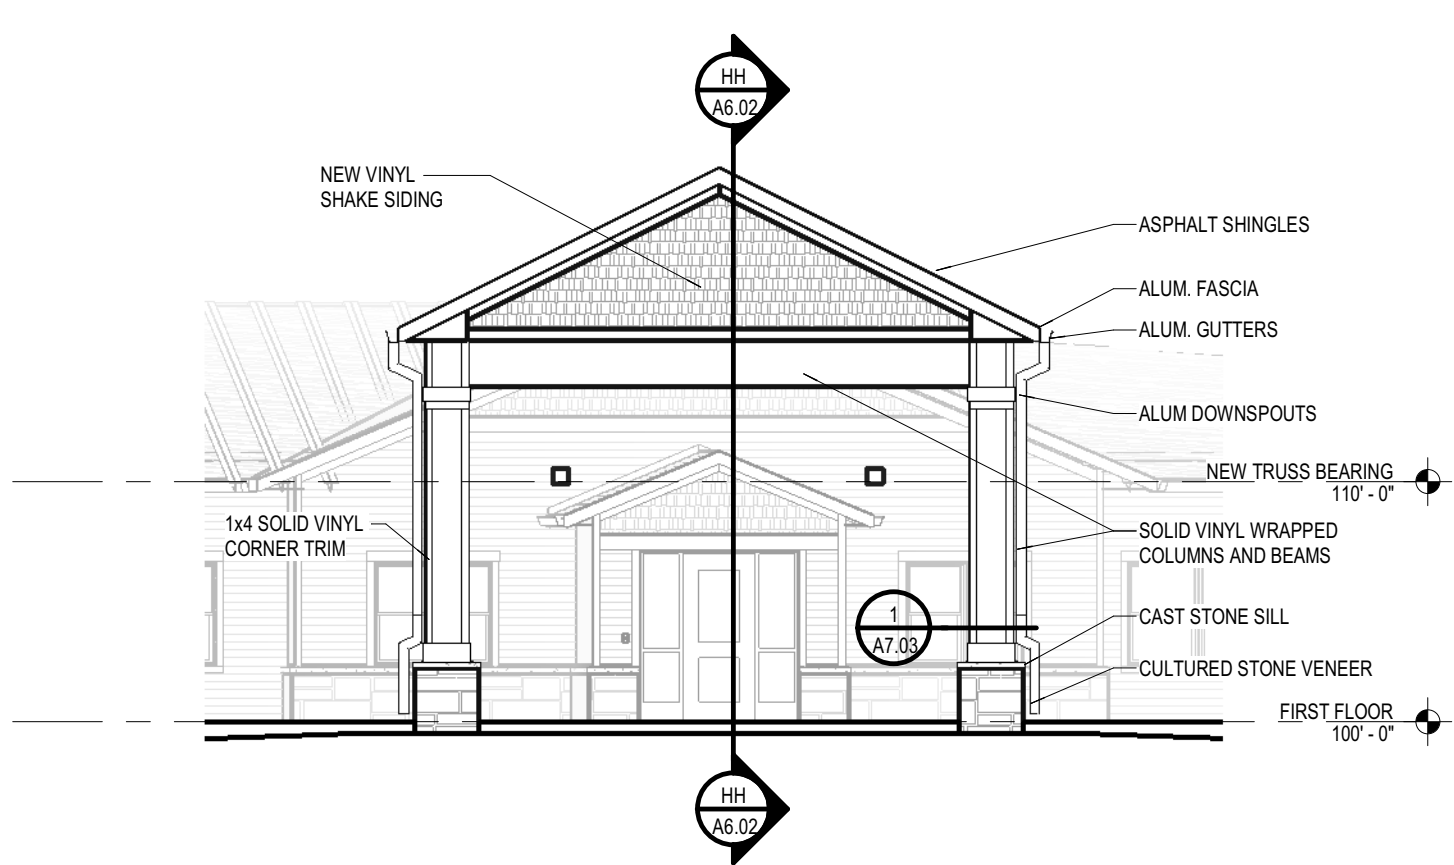 HH
A6.02
NEW VINYL
SHAKE SIDING
ASPHALT SHINGLES
ALUM. FASCIA
ALUM. GUTTERS
ALUM DOWNSPOUTS
NEW TRUSS BEARING
110' - 0"
1x4 SOLID VINYL
CORNER TRIM
SOLID VINYL WRAPPED
COLUMNS AND BEAMS
1
A7.03
CAST STONE SILL
CULTURED STONE VENEER
FIRST FLOOR
100' - 0"
HH
A6.02